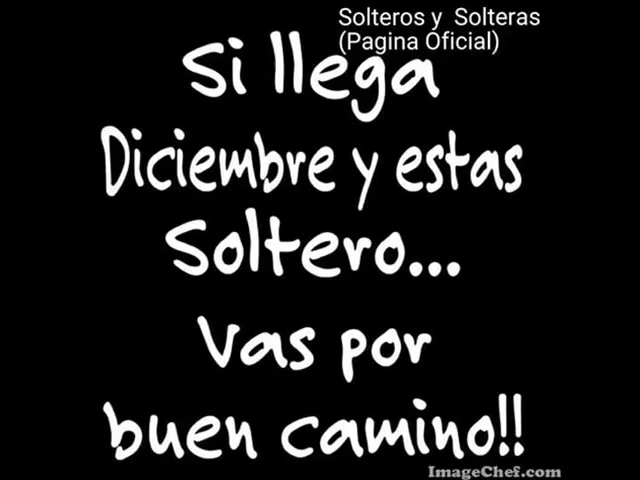 Solteros y Solteras
(Pagina Oficial)
Si llega
Diciembre y estas
Soltero...
Vas por
buen camino!!
ImageChef.com